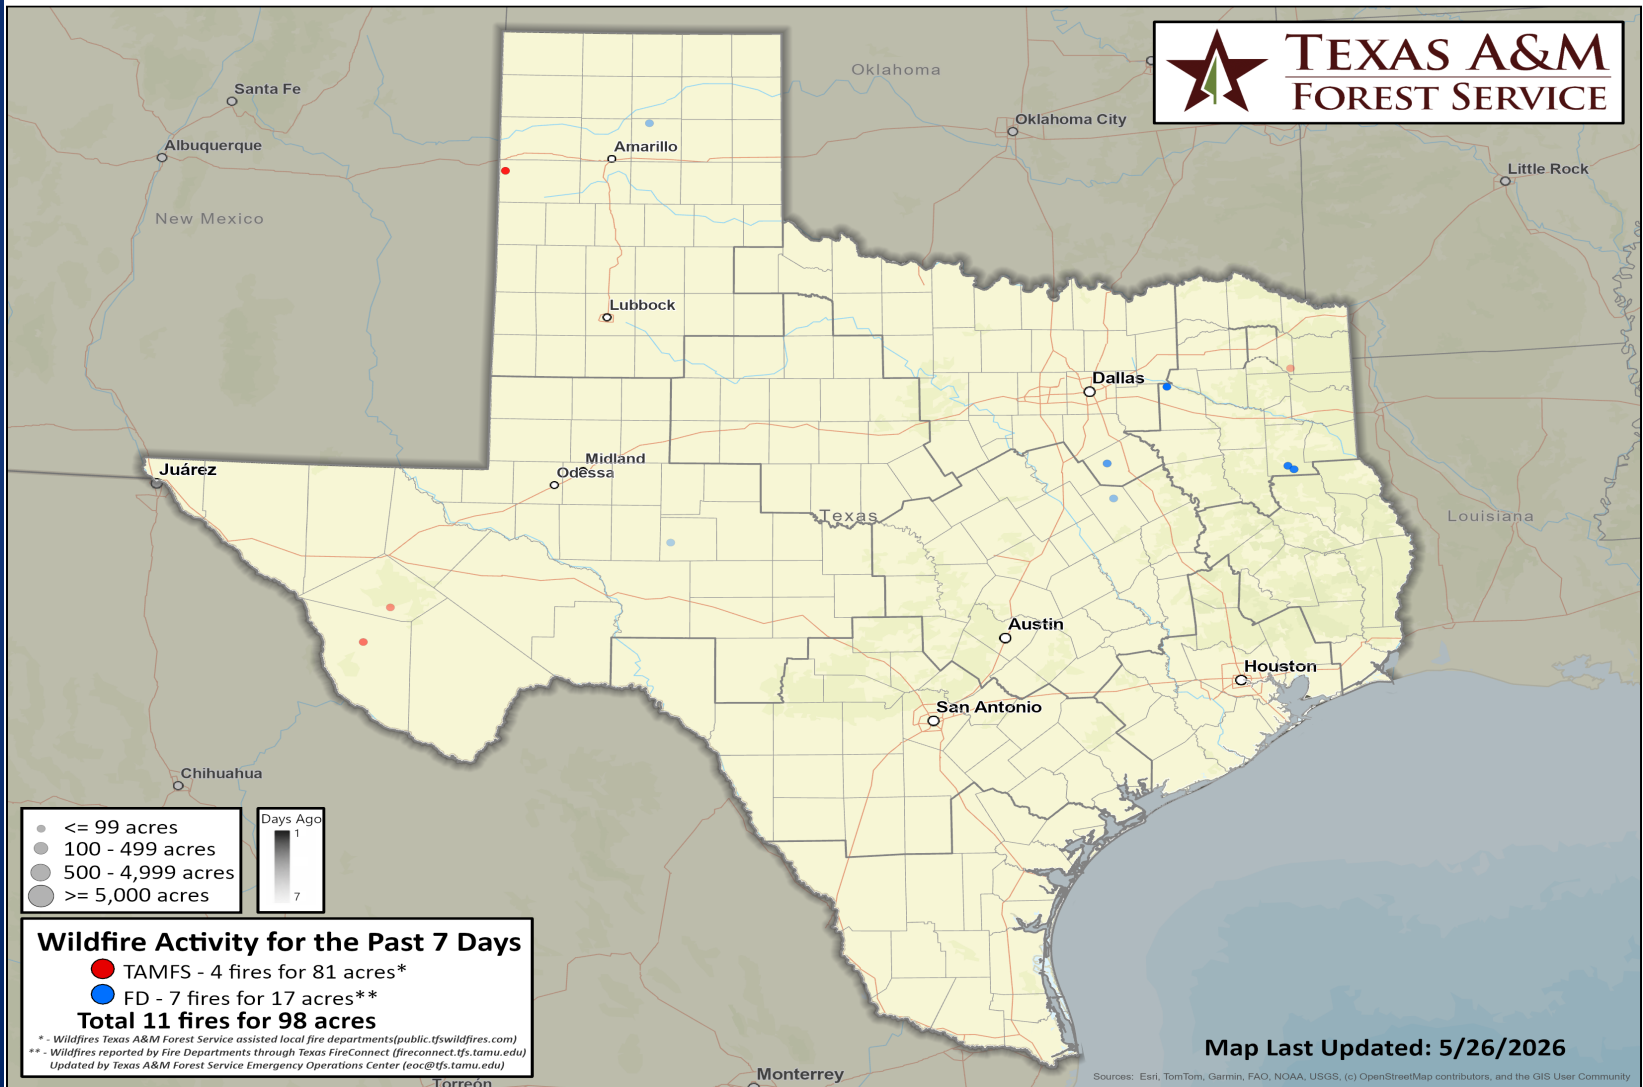 TEXAS A&M
FOREST SERVICE
Oklahoma
Santa Fe
Oklahoma City
Albuquerque
Amarillo
Little Rock
New Mexico
Lubbock
Dallas
Midland
Odessa
Juárez
Texas
Louisiana
Austin
Houston
San Antonio
Chihuahua
<= 99 acres
100 - 499 acres
500 - 4,999 acres
>= 5,000 acres
Days Ago
1
7
Wildfire Activity for the Past 7 Days
TAMFS - 4 fires for 81 acres*
FD - 7 fires for 17 acres**
Total 11 fires for 98 acres
* - Wildfires Texas A&M Forest Service assisted local fire departments(public.tfswildfires.com)
** - Wildfires reported by Fire Departments through Texas FireConnect (fireconnect.tfs.tamu.edu)
Updated by Texas A&M Forest Service Emergency Operations Center (eoc@tfs.tamu.edu)
Torreón
Monterrey
Map Last Updated: 5/26/2026
Sources: Esri, TomTom, Garmin, FAO, NOAA, USGS, (c) OpenStreetMap contributors, and the GIS User Community